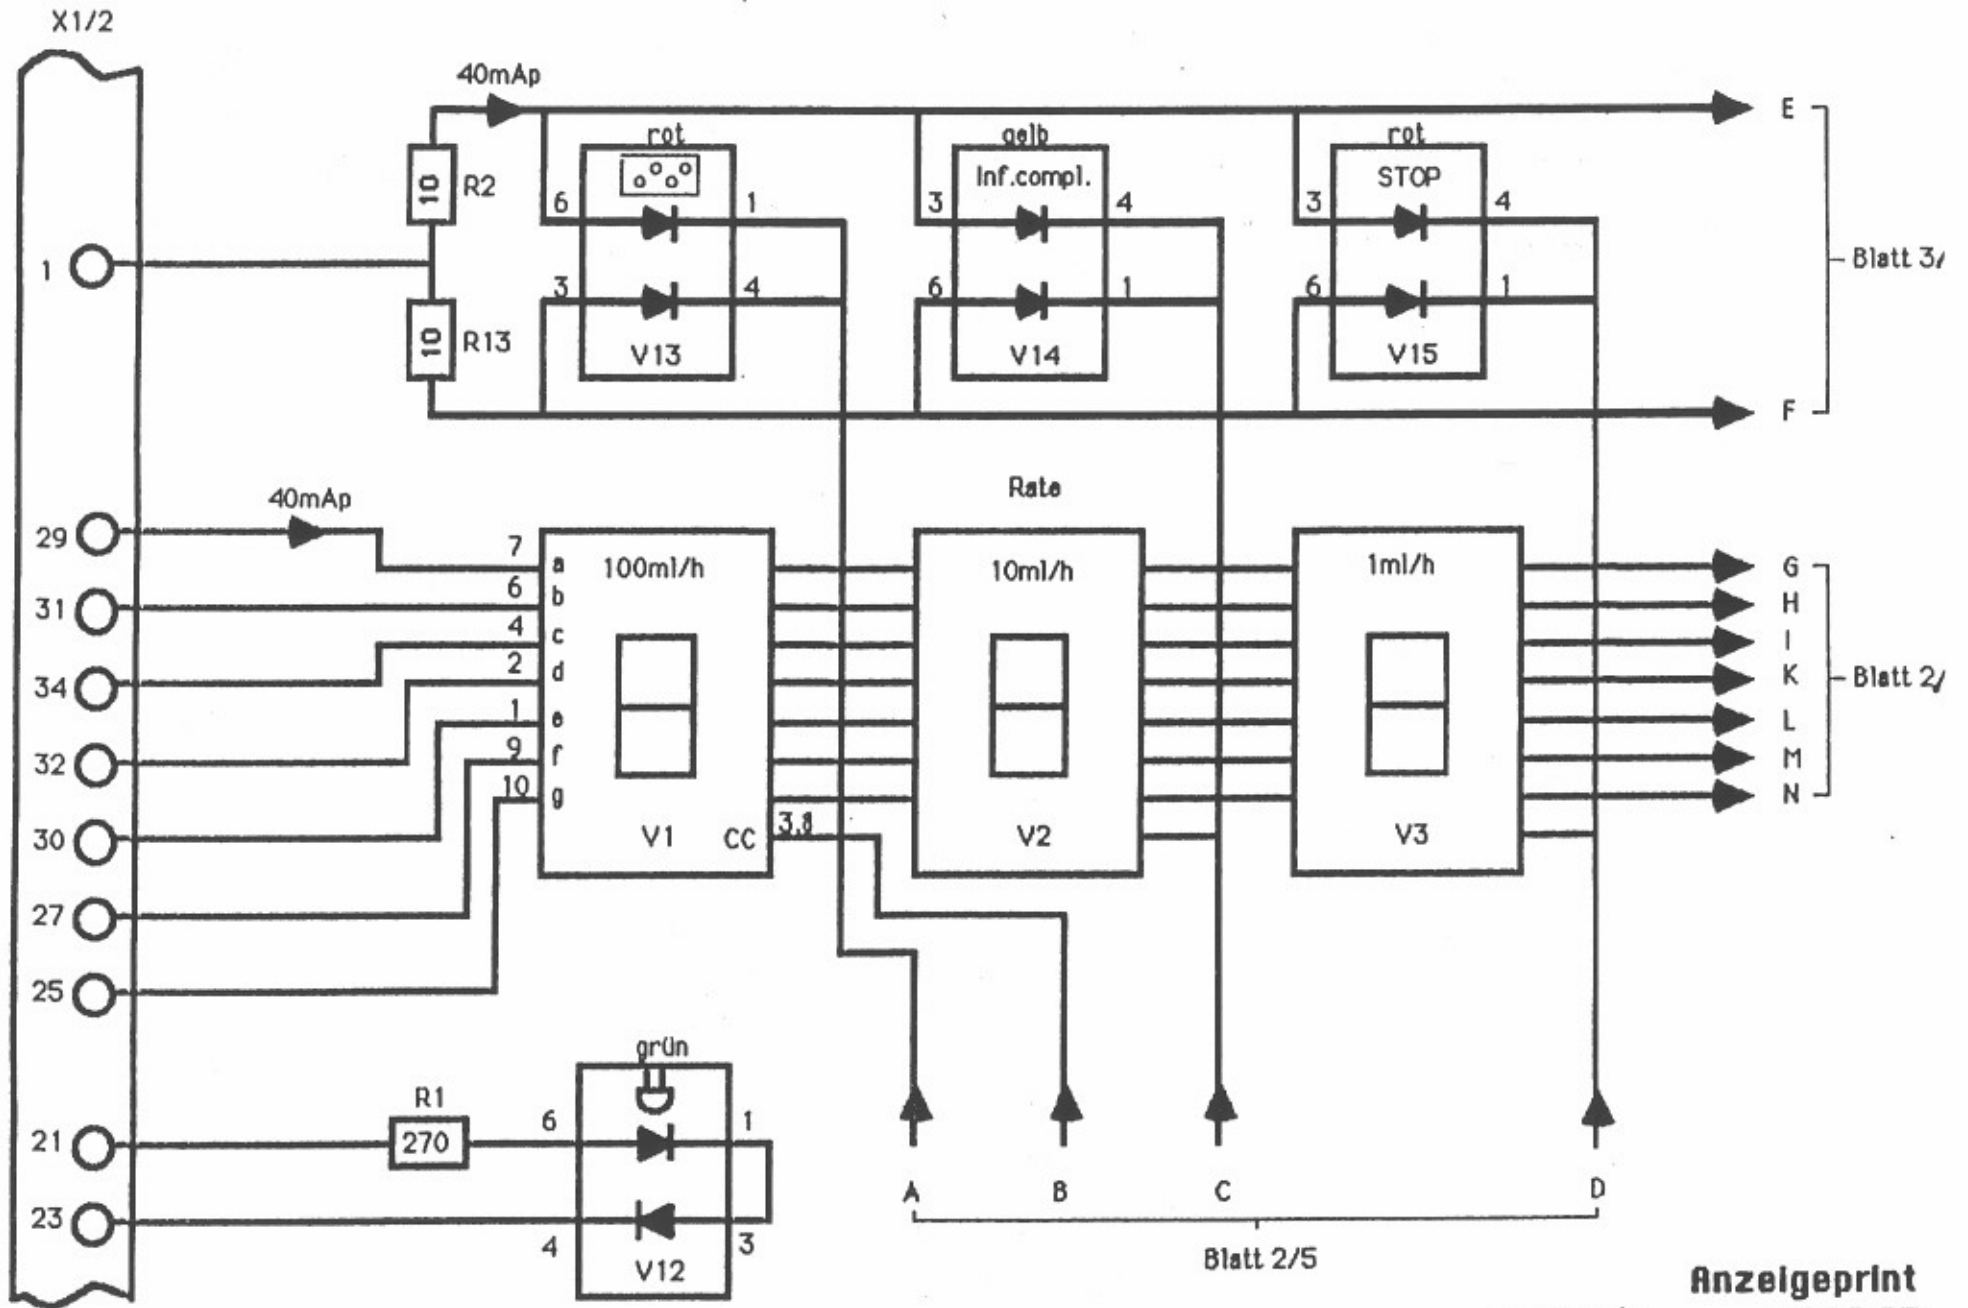 X1/2
40mAp
rot
gelb
rot
Inf.compl.
STOP
10
R2
6
1
3
4
3
4
1
Blatt 3/
E
3
4
6
1
6
1
10
R13
V13
V14
V15
F
40mAp
Rate
29
7
a
100ml/h
10ml/h
1ml/h
G
31
6
b
H
4
c
I
34
2
d
K
Blatt 2/
1
e
L
32
9
f
M
10
g
N
30
V1
CC
3,8
V2
V3
27
25
grün
R1
21
270
6
1
A
B
C
D
23
4
3
V12
Blatt 2/5
Anzeigeprint